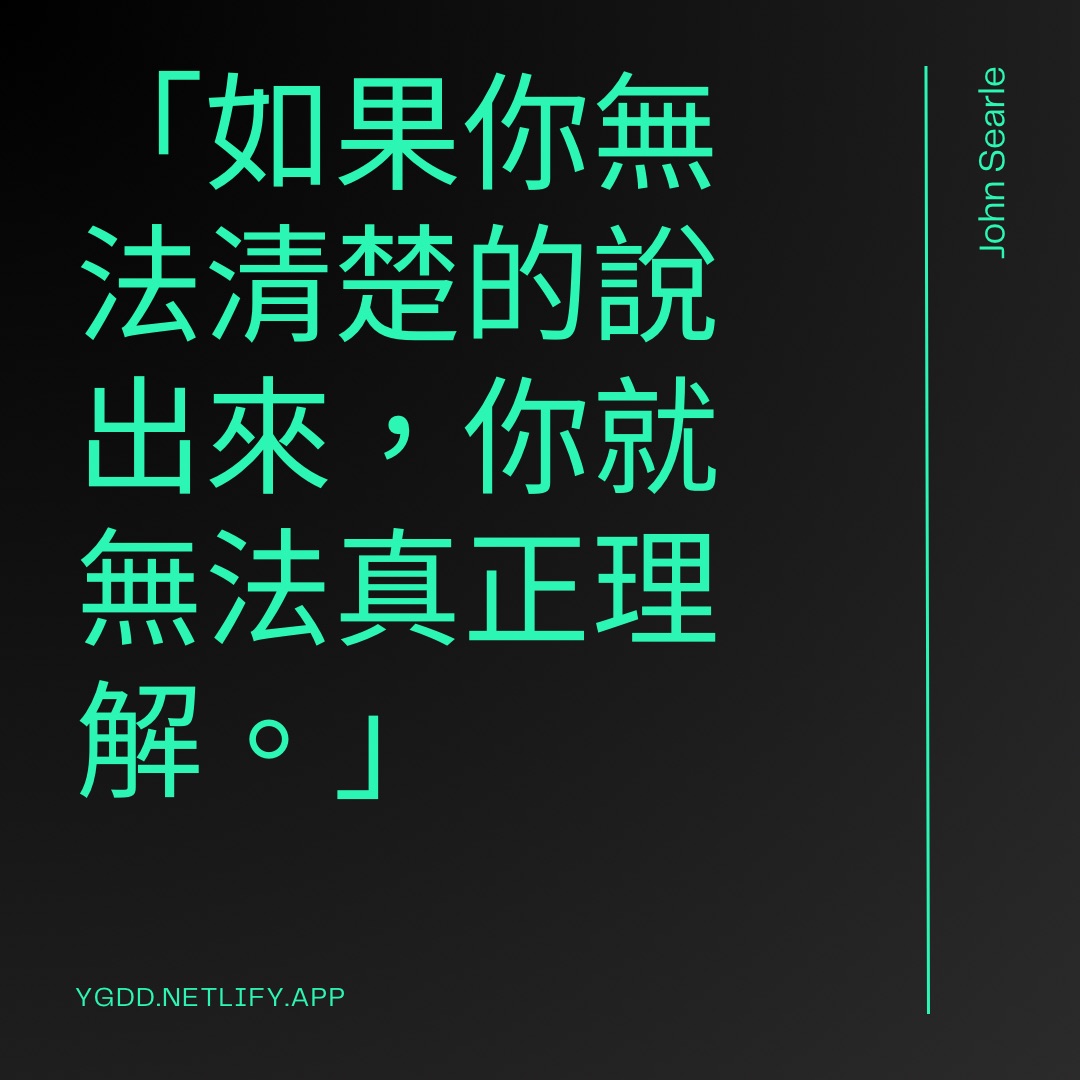 「如果你無
法清楚的說
出來，你就
無法真正理
解。」
John Searle
YGDD.NETLIFY.APP